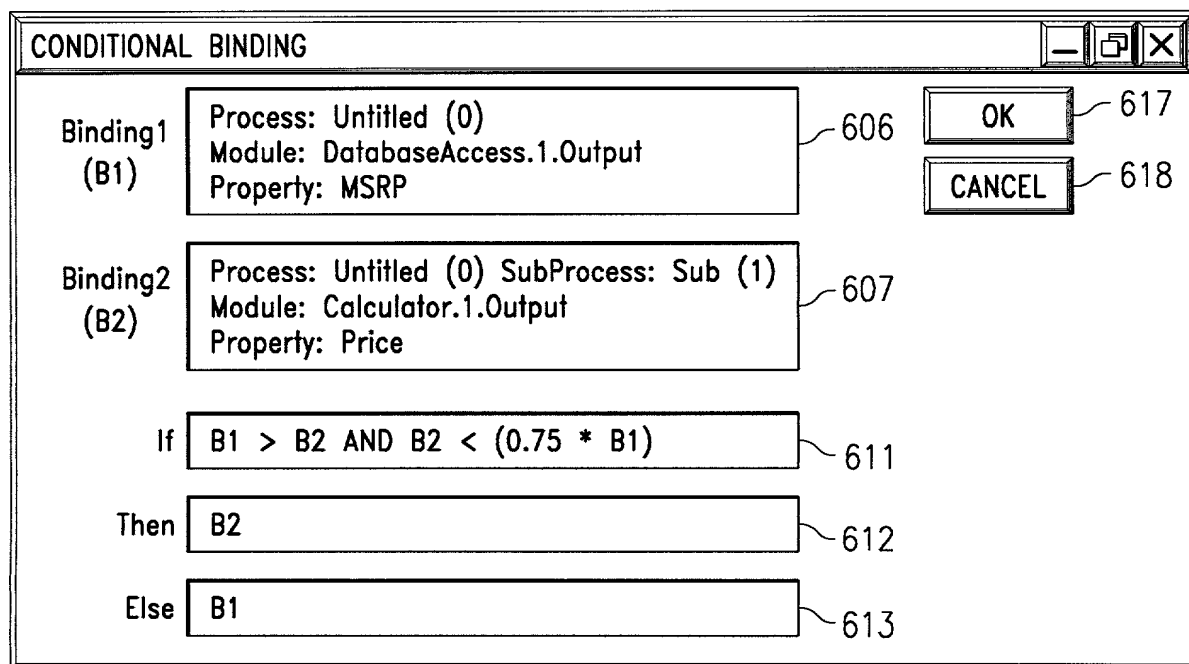 CONDITIONAL BINDING
Binding1
(B1)
Process: Untitled (0)
Module: DatabaseAccess.1.Output
Property: MSRP
606
OK
617
CANCEL
618
Binding2
(B2)
Process: Untitled (0) SubProcess: Sub (1)
Module: Calculator.1.Output
Property: Price
607
If
B1 > B2 AND B2 < (0.75 * B1)
611
Then
B2
612
Else
B1
613